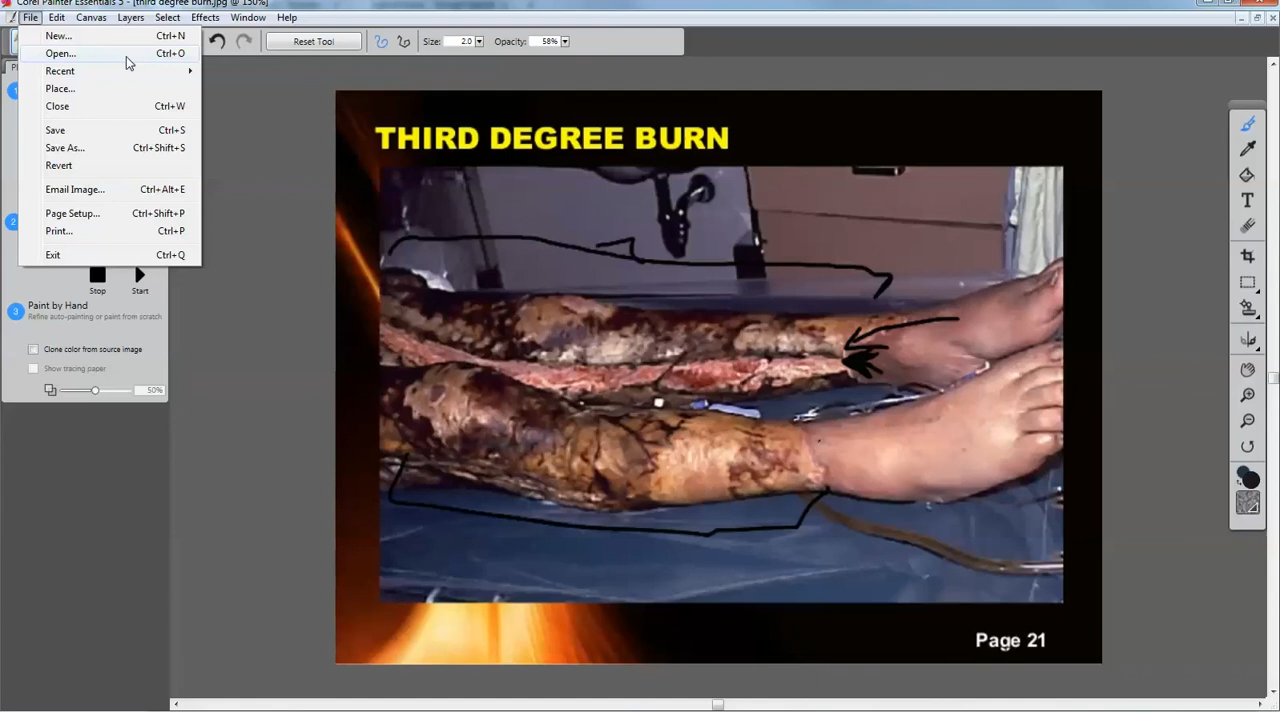 Corel Painter Essentials 5 - [third degree burn.jpg @ 150%]
File Edit Canvas Layers Select Effects Window Help
New... Ctrl+N
Open... Ctrl+O
Recent
Place...
Close Ctrl+W
Save Ctrl+S
Save As... Ctrl+Shift+S
Revert
Email Image... Ctrl+Alt+E
Page Setup... Ctrl+Shift+P
Print... Ctrl+P
Exit Ctrl+Q
Reset Tool Size: 2.0 Opacity: 58%
1
2
Stop Start
3 Paint by Hand
Refine auto-painting or paint from scratch
Clone color from source image
Show tracing paper
50%
THIRD DEGREE BURN
Page 21
T